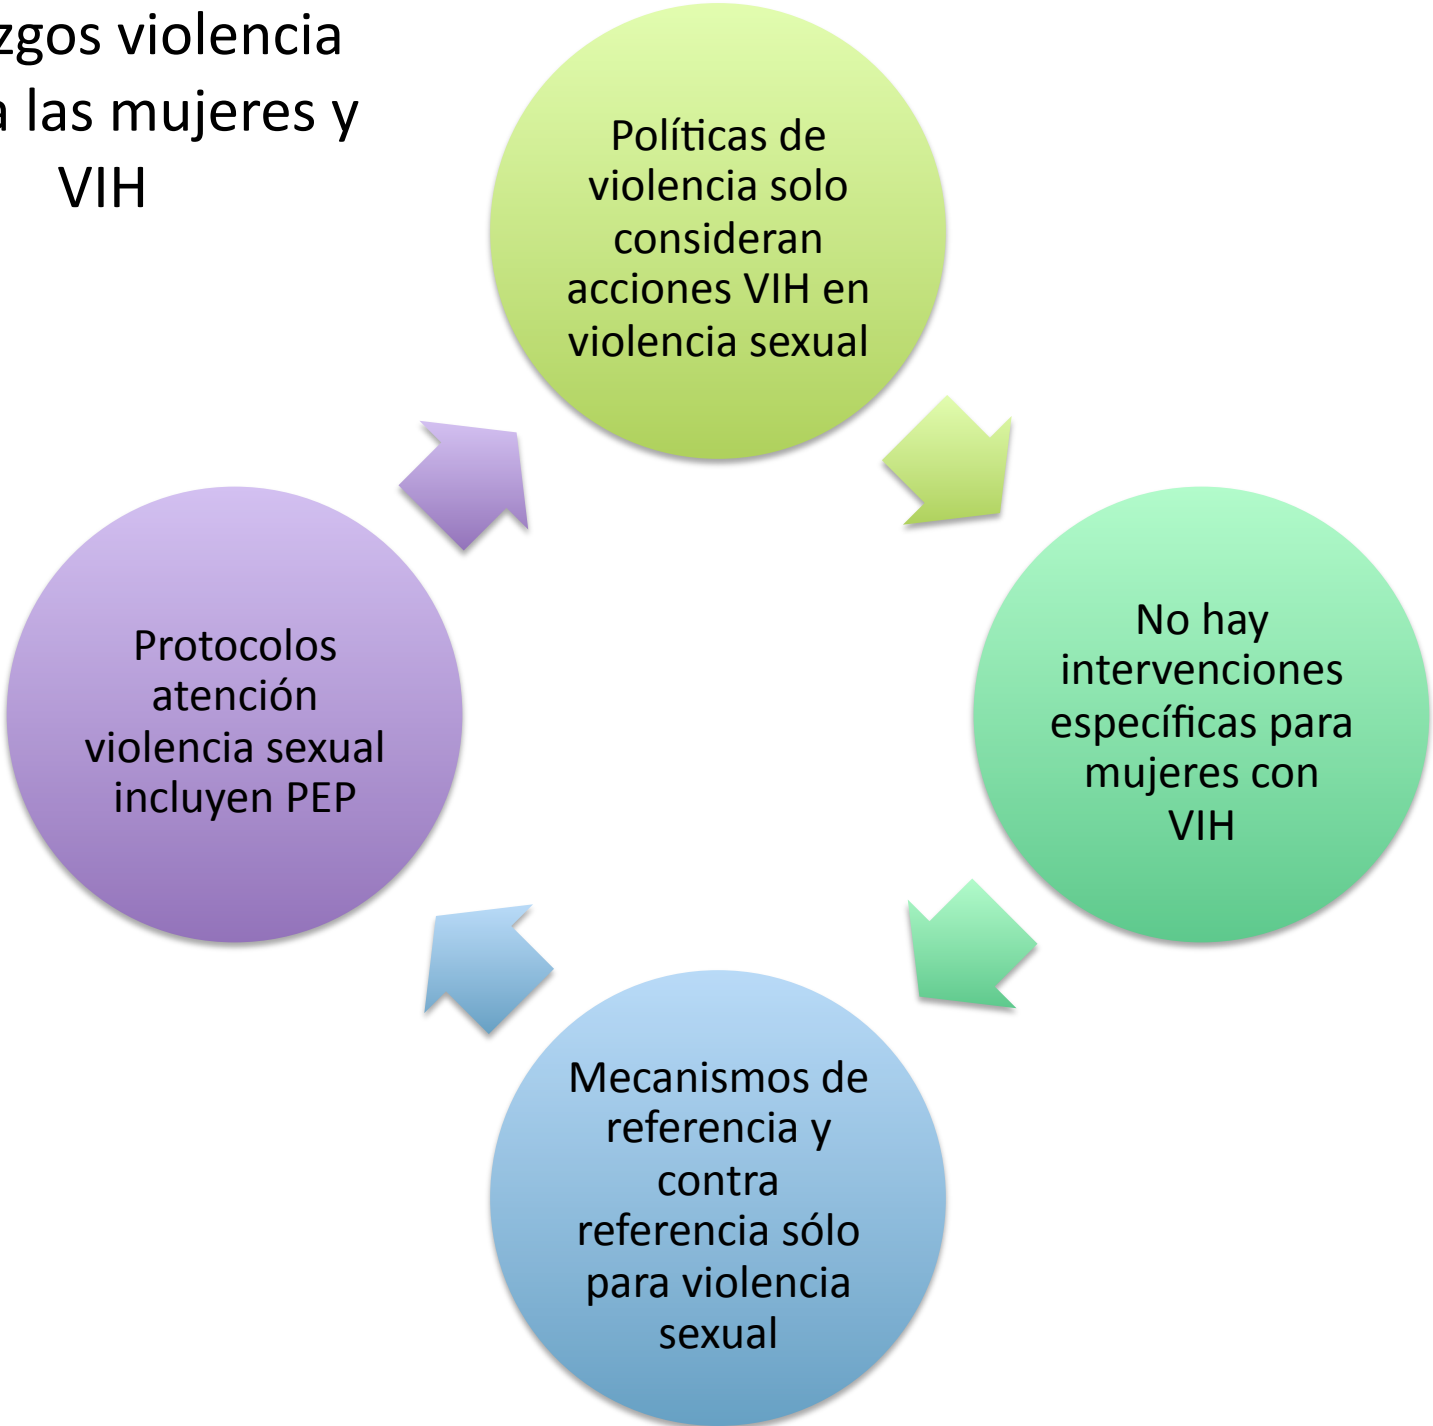 zgos violencia
a las mujeres y
VIH
Políticas de
violencia solo
consideran
acciones VIH en
violencia sexual
No hay
intervenciones
específicas para
mujeres con
VIH
Mecanismos de
referencia y
contra
referencia sólo
para violencia
sexual
Protocolos
atención
violencia sexual
incluyen PEP